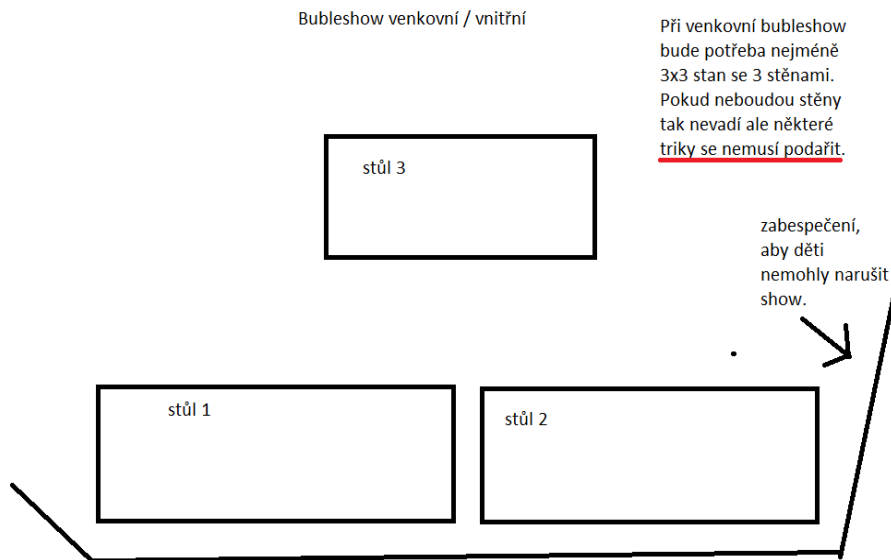 Bubleshow venkovní / vnitřní
Při venkovní bubleshow
bude potřeba nejméně
3x3 stan se 3 stěnami.
Pokud neboudou stěny
tak nevadí ale některé
triky se nemusí podařit.
stůl 3
zabespečení,
aby děti
nemohly narušit
show.
stůl 1
stůl 2